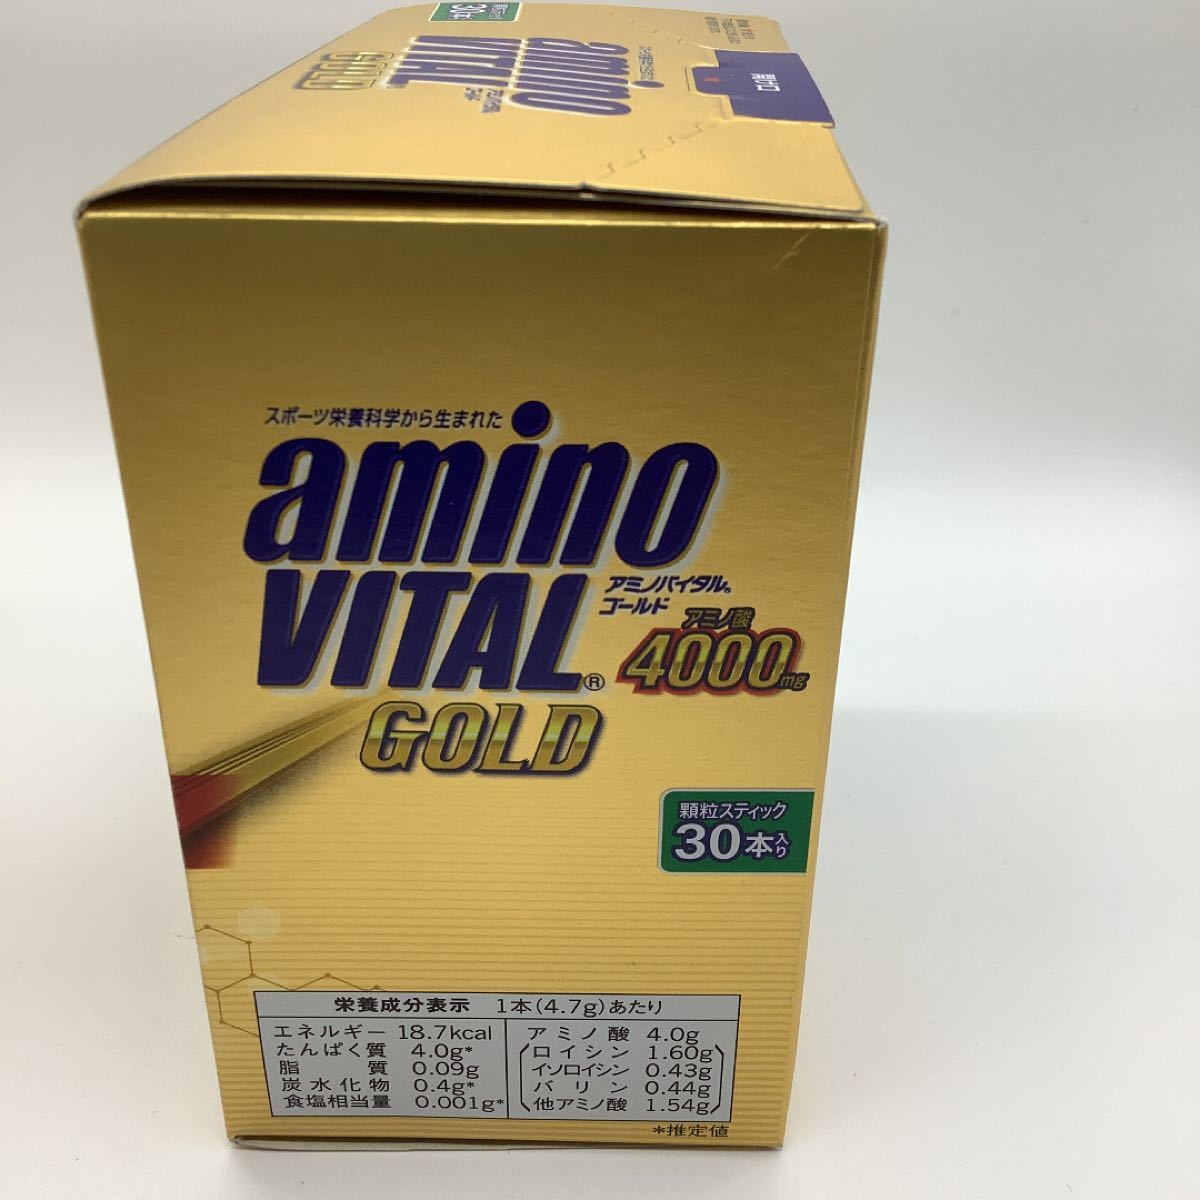 30本
GOLD
VITAL
amino
開け口
スポーツ栄養科学から生まれた
amino
VITAL®
アミノバイタル®
ゴールド
アミノ酸
4000mg
GOLD
顆粒スティック
30本入り
栄養成分表示 1本(4.7g)あたり
エネルギー 18.7kcal
たんぱく質 4.0g*
脂質 0.09g
炭水化物 0.4g*
食塩相当量 0.001g*
アミノ酸 4.0g
ロイシン 1.60g
イソロイシン 0.43g
バリン 0.44g
他アミノ酸 1.54g
*推定値